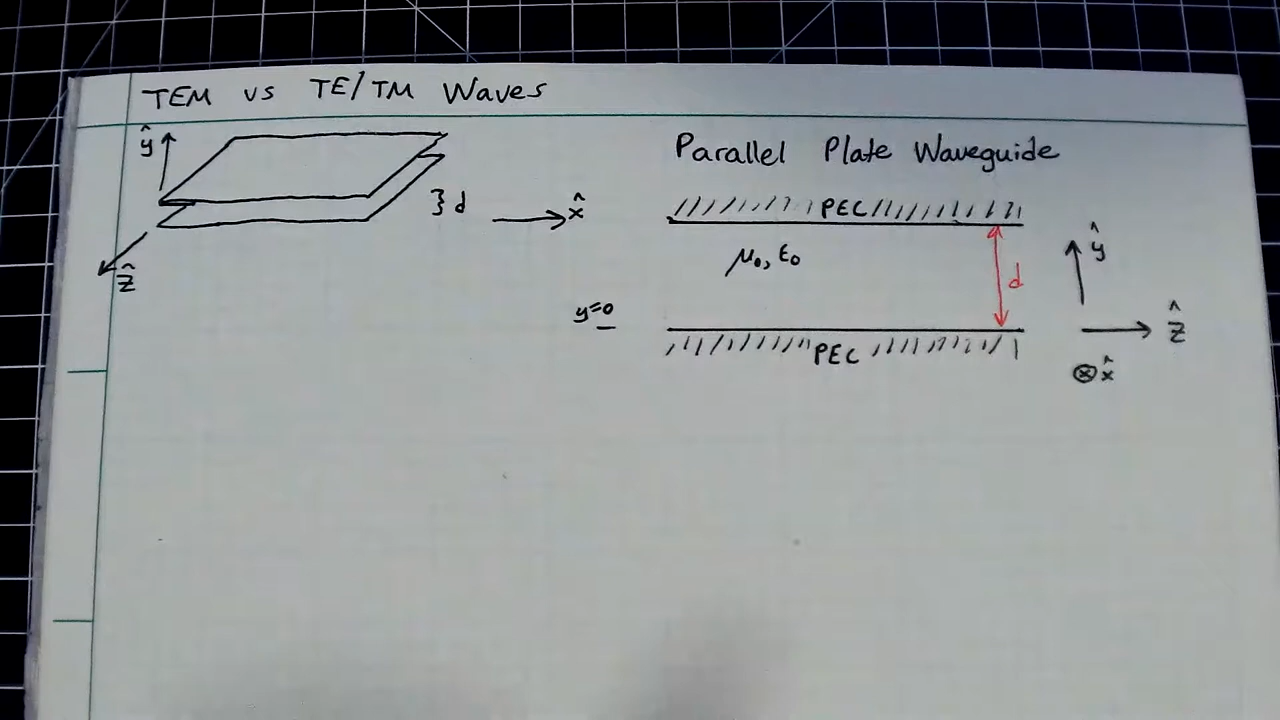 TEM vs TE/TM Waves
ŷ
d
x̂
ẑ
Parallel Plate Waveguide
PEC
μ₀, ε₀
d
y=0
PEC
ŷ
ẑ
x̂